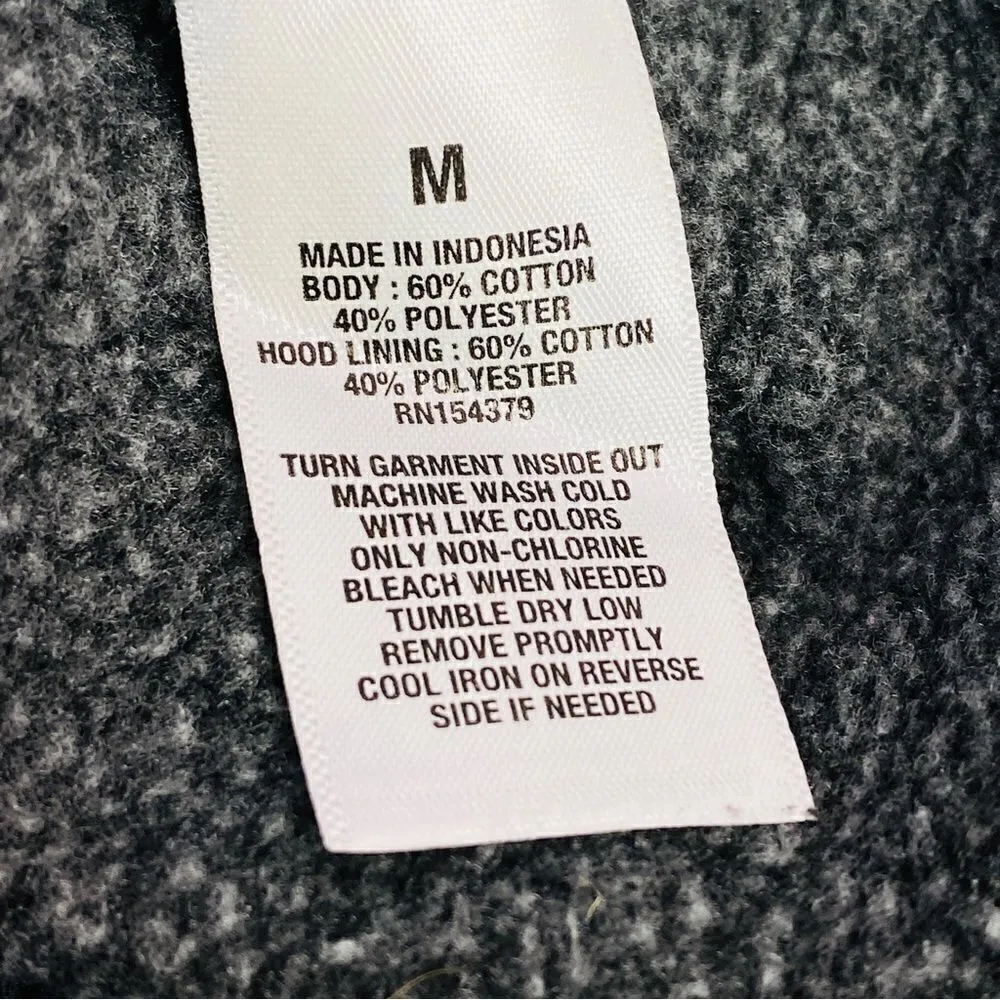 M
MADE IN INDONESIA
BODY : 60% COTTON
40% POLYESTER
HOOD LINING : 60% COTTON
40% POLYESTER
RN154379
TURN GARMENT INSIDE OUT
MACHINE WASH COLD
WITH LIKE COLORS
ONLY NON-CHLORINE
BLEACH WHEN NEEDED
TUMBLE DRY LOW
REMOVE PROMPTLY
COOL IRON ON REVERSE
SIDE IF NEEDED